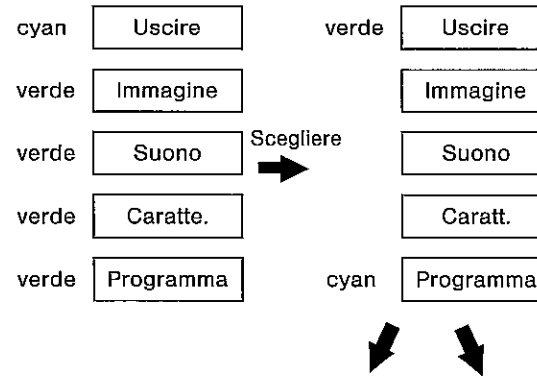 cyan Uscire
verde Immagine
verde Suono
verde Caratte.
verde Programma
Scegliere
verde Uscire
Immagine
Suono
Caratt.
cyan Programma